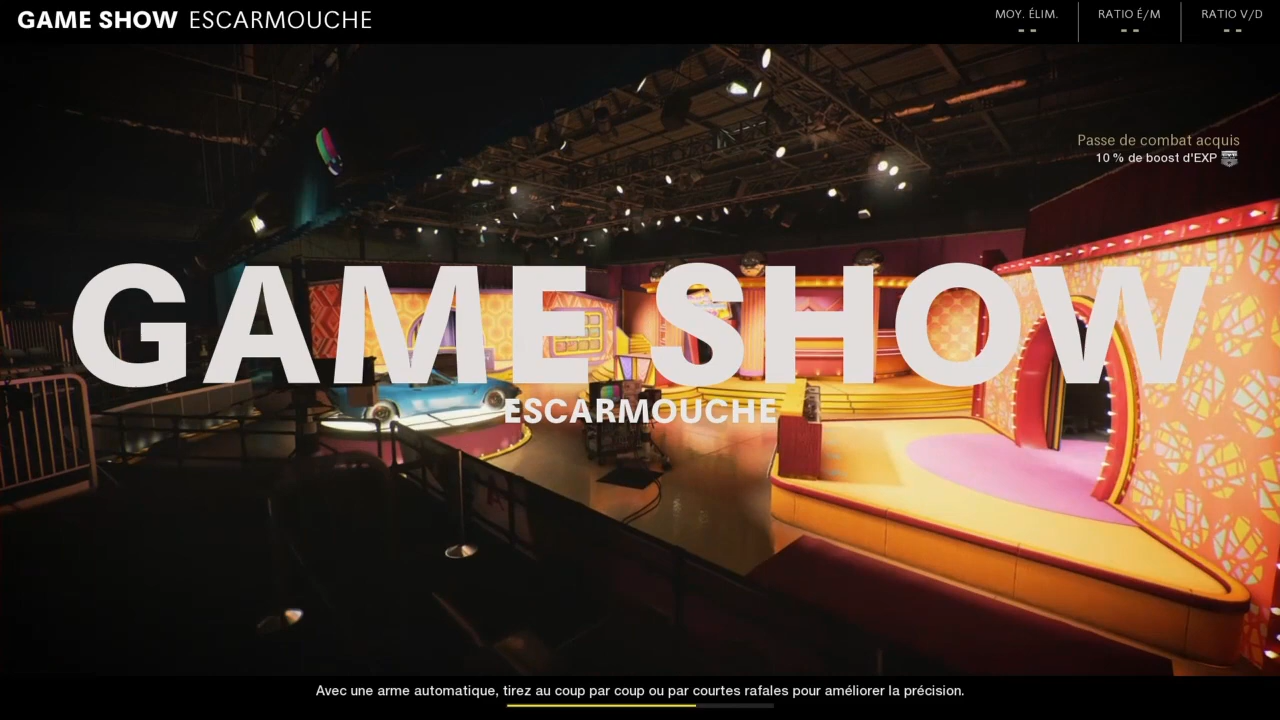 GAME SHOW ESCARMOUCHE
MOY. ÉLIM.
- -
RATIO É/M
- -
RATIO V/D
- -
Passe de combat acquis
10 % de boost d'EXP
GAME SHOW
ESCARMOUCHE
Avec une arme automatique, tirez au coup par coup ou par courtes rafales pour améliorer la précision.